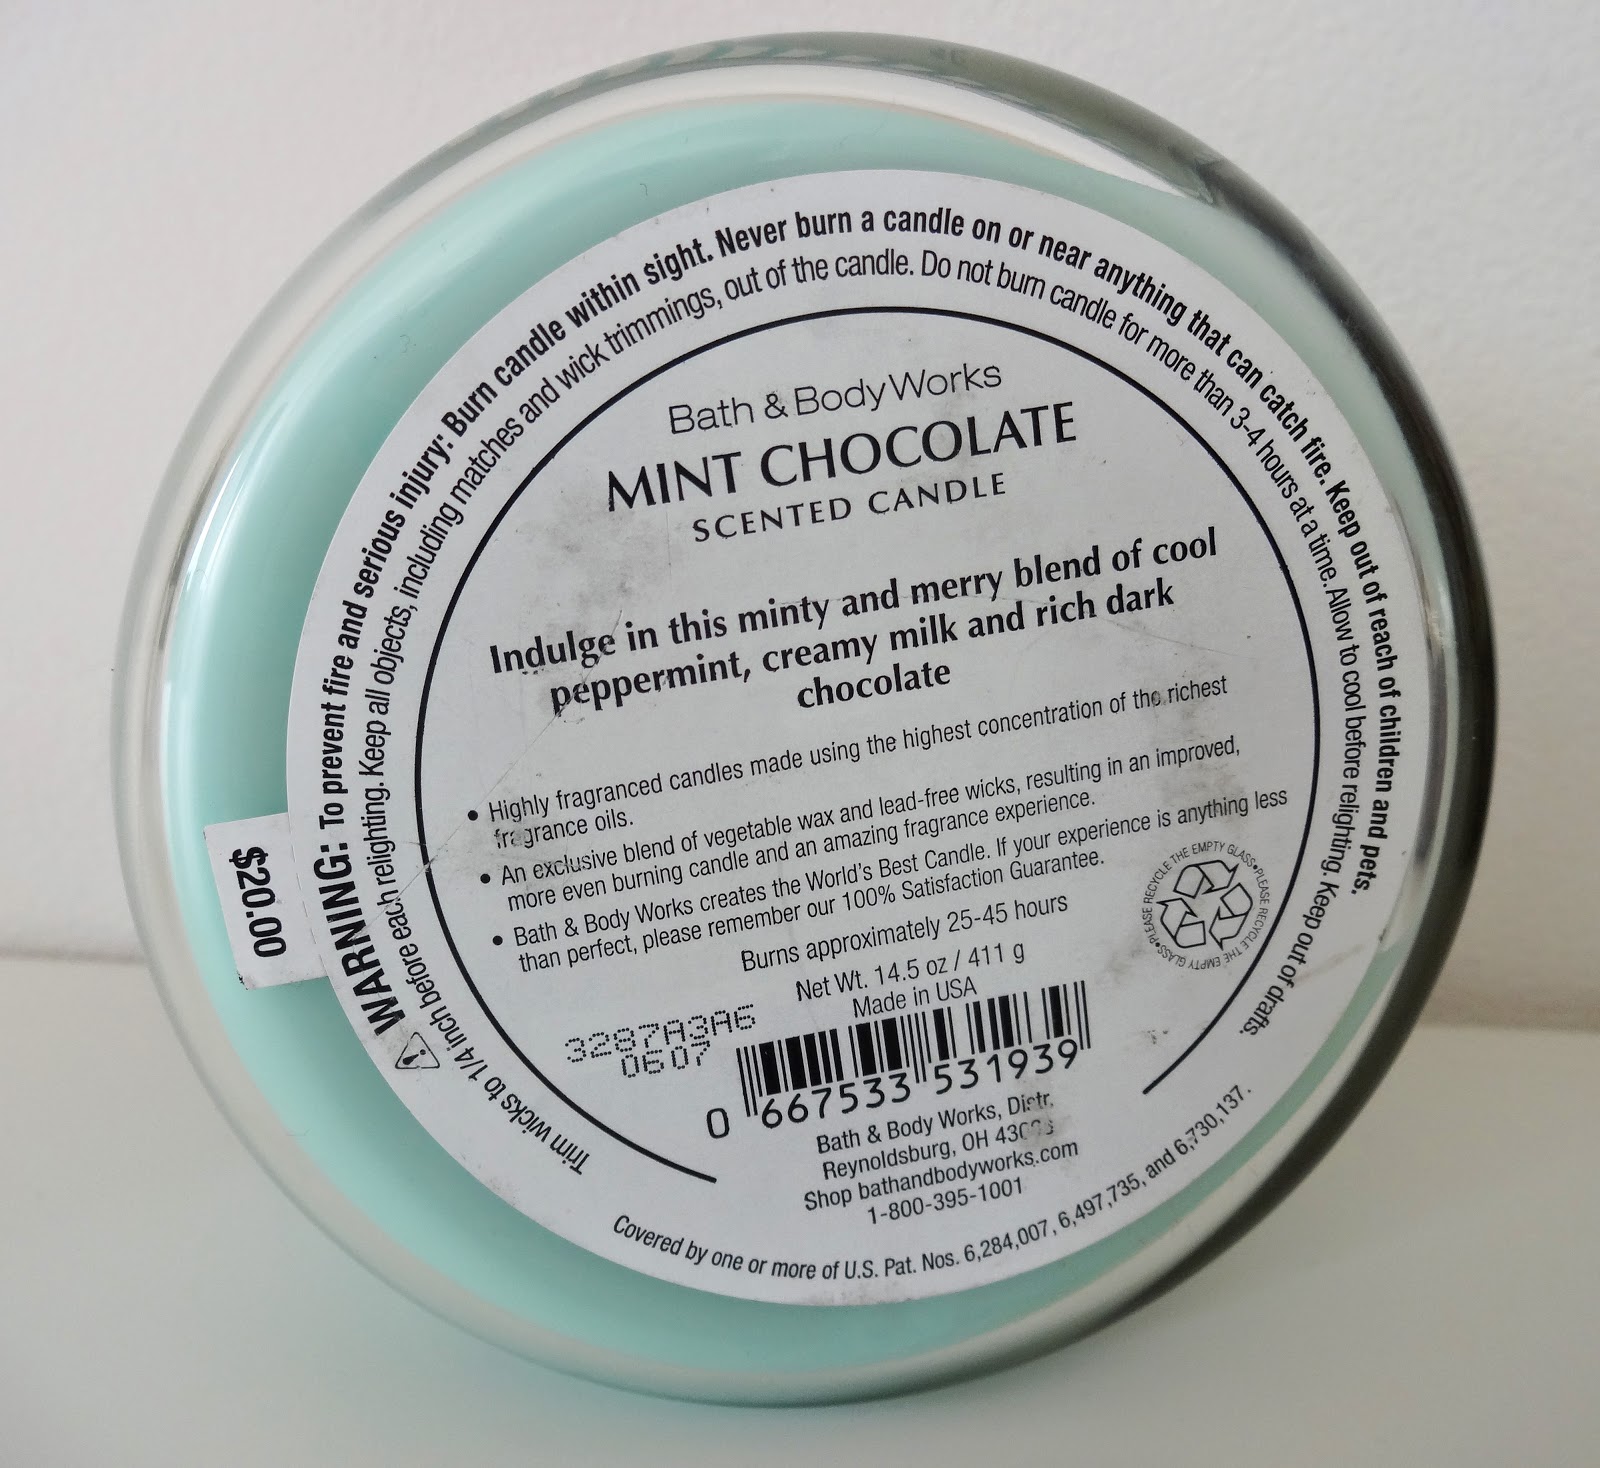 WARNING: To prevent fire and serious injury: Burn candle within sight. Never burn a candle on or near anything that can catch fire. Keep out of reach of children and pets.
Trim wicks to 1/4 inch before each relighting. Keep all objects, including matches and wick trimmings, out of the candle. Do not burn candle for more than 3-4 hours at a time. Allow to cool before relighting. Keep out of drafts.
Bath & Body Works
MINT CHOCOLATE
SCENTED CANDLE
Indulge in this minty and merry blend of cool
peppermint, creamy milk and rich dark
chocolate
• Highly fragranced candles made using the highest concentration of the richest
fragrance oils.
• An exclusive blend of vegetable wax and lead-free wicks, resulting in an improved,
more even burning candle and an amazing fragrance experience.
• Bath & Body Works creates the World's Best Candle. If your experience is anything less
than perfect, please remember our 100% Satisfaction Guarantee.
Burns approximately 25-45 hours
Net Wt. 14.5 oz / 411 g
Made in USA
•PLEASE RECYCLE THE EMPTY GLASS•PLEASE RECYCLE THE EMPTY GLASS
3287A3A6
0607
0 667533 531939
Bath & Body Works, Distr.
Reynoldsburg, OH
Shop bathandbodyworks.com
1-800-395-1001
Covered by one or more of U.S. Pat. Nos. 6,284,007, 6,497,735, and 6,730,137.
$20.00